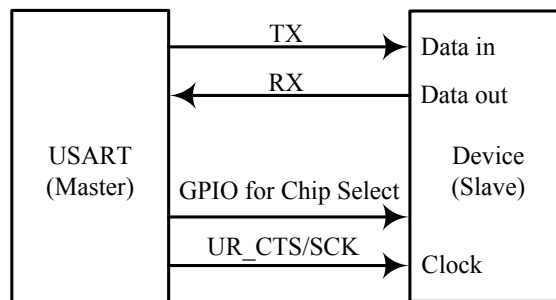 TX
Data in
RX
Data out
USART
(Master)
Device
(Slave)
GPIO for Chip Select
UR_CTS/SCK
Clock